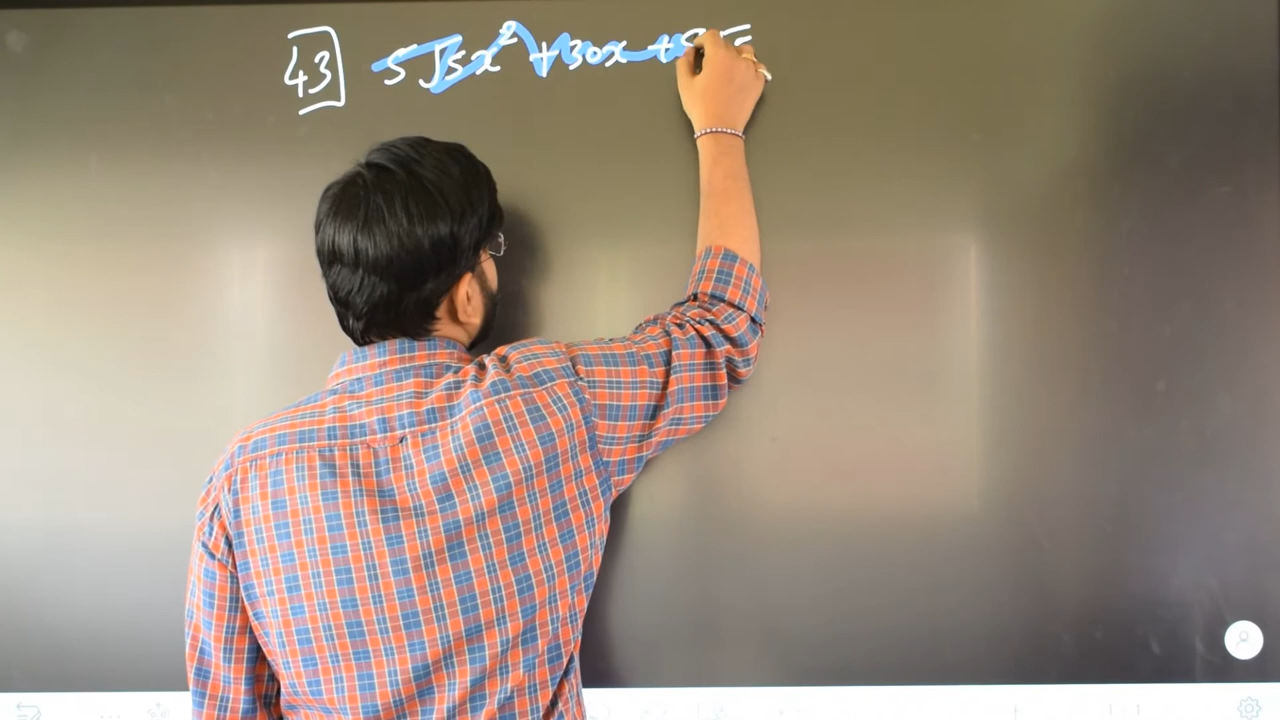 43 5√5x² + 30x +